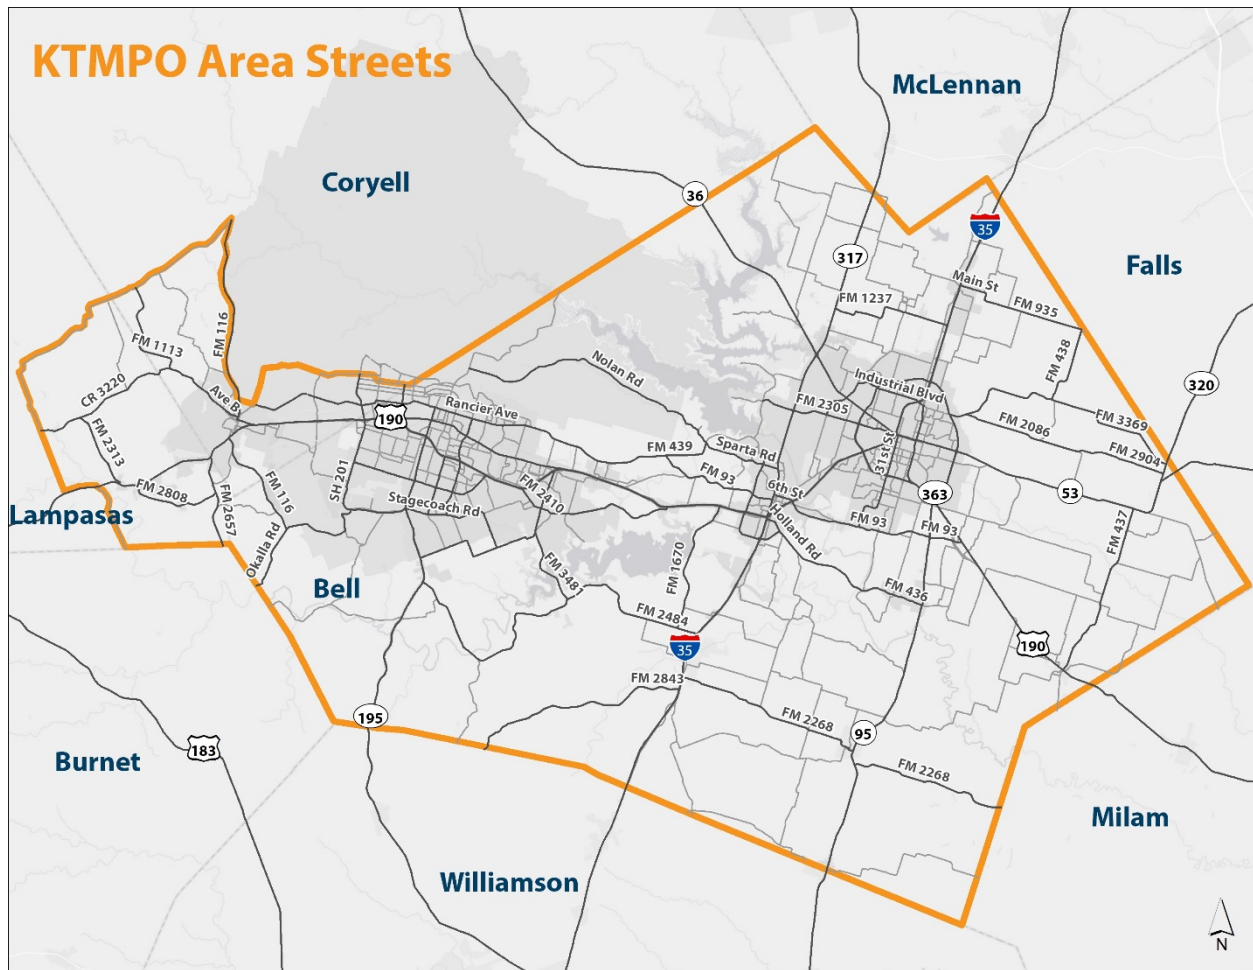 KTMPO Area Streets
McLennan
Coryell
36
35
317
Falls
Main St
FM 1237
FM 935
FM 116
FM 1113
FM 438
Nolan Rd
320
CR 3220
Ave B
Industrial Blvd
190
Rancier Ave
FM 2305
FM 3369
FM 2086
FM 2313
31st St
Sparta Rd
FM 439
FM 2904
FM 93
SH 201
363
53
FM 2808
FM 116
6th St
FM 2410
Stagecoach Rd
Lampasas
FM 2657
Holland Rd
FM 93
FM 93
FM 437
Okalla Rd
FM 1670
FM 3481
Bell
FM 436
FM 2484
35
190
FM 2843
195
FM 2268
95
183
Burnet
FM 2268
Milam
Williamson
N